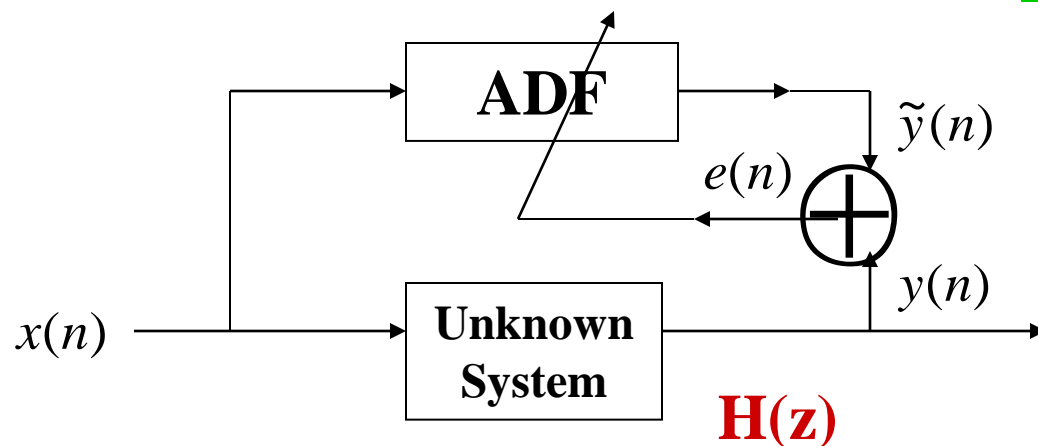 ADF
ỹ(n)
e(n)
y(n)
x(n)
Unknown
System
H(z)